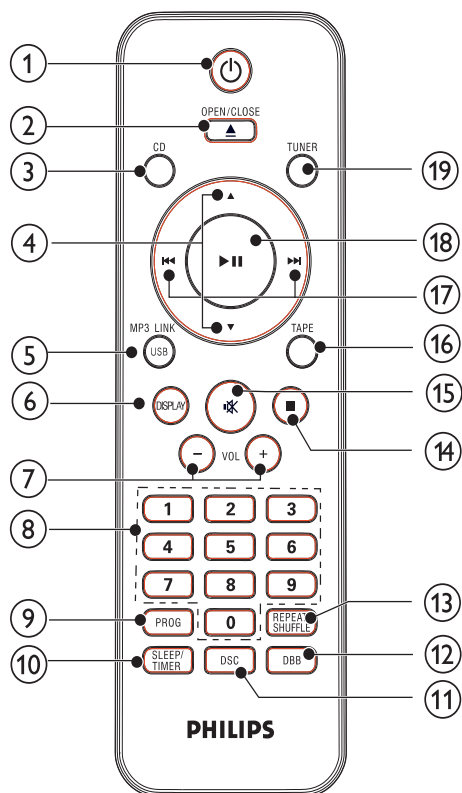 1
OPEN/CLOSE
2
CD
TUNER
3
19
4
18
17
MP3 LINK
TAPE
5
USB
16
6
DISPLAY
15
14
VOL
7
- +
8
1 2 3
4 5 6
7 8 9
9
PROG
0
REPEAT/
SHUFFLE
13
10
SLEEP/
TIMER
DSC
DBB
12
11
PHILIPS